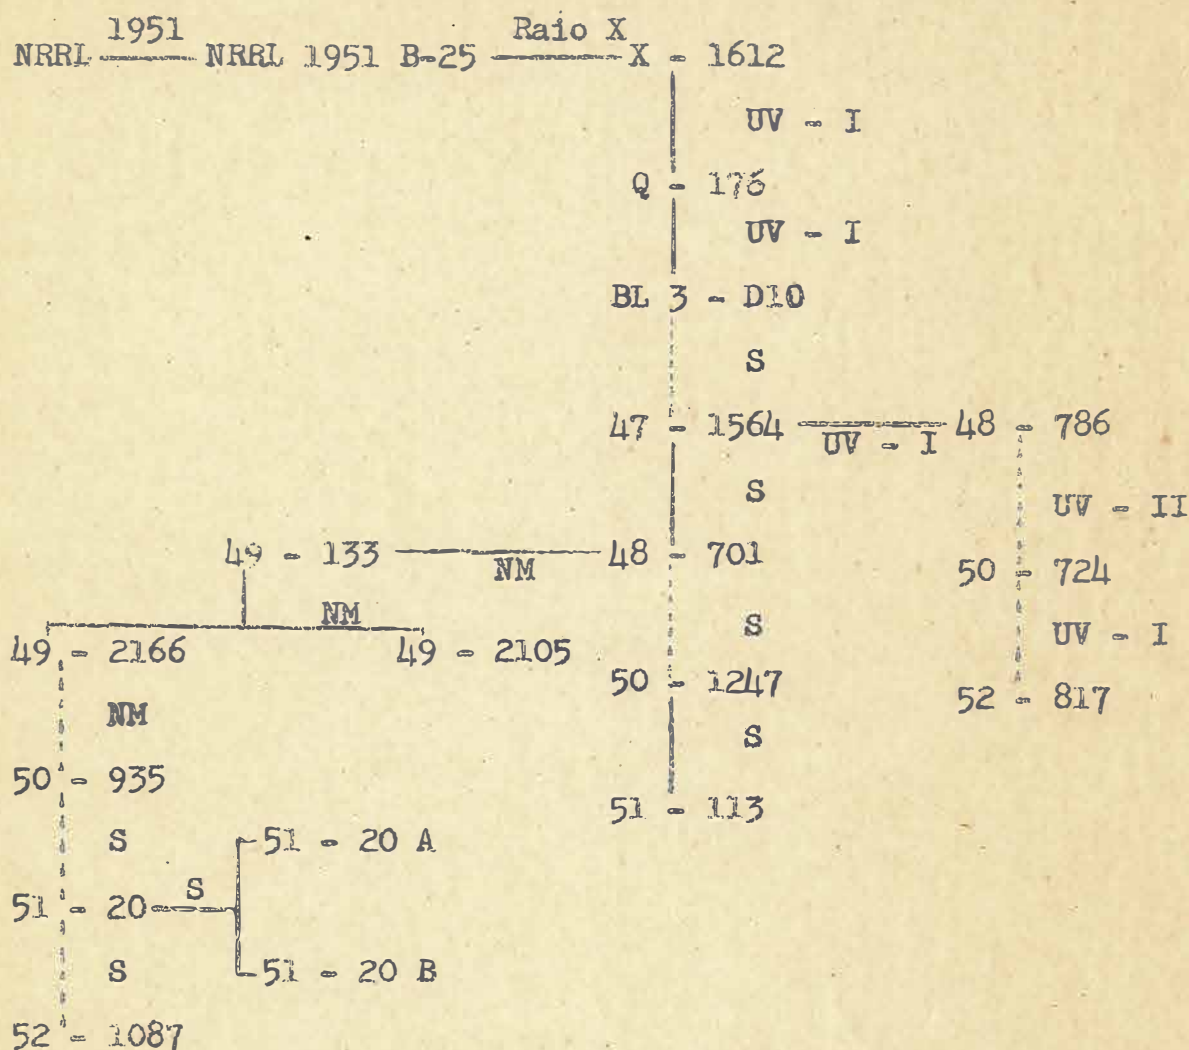 1951 Raio X
NRRL NRRL 1951 B-25 X - 1612
UV - I
Q - 176
UV - I
BL 3 - D10
S
47 - 1564 UV - I 48 - 786
S
UV - II
49 - 133 NM 48 - 701
50 - 724
NM
S
UV - I
49 - 2166 49 - 2105
50 - 1247
52 - 817
NM
S
50 - 935
51 - 113
S 51 - 20 A
S
51 - 20
S 51 - 20 B
52 - 1087